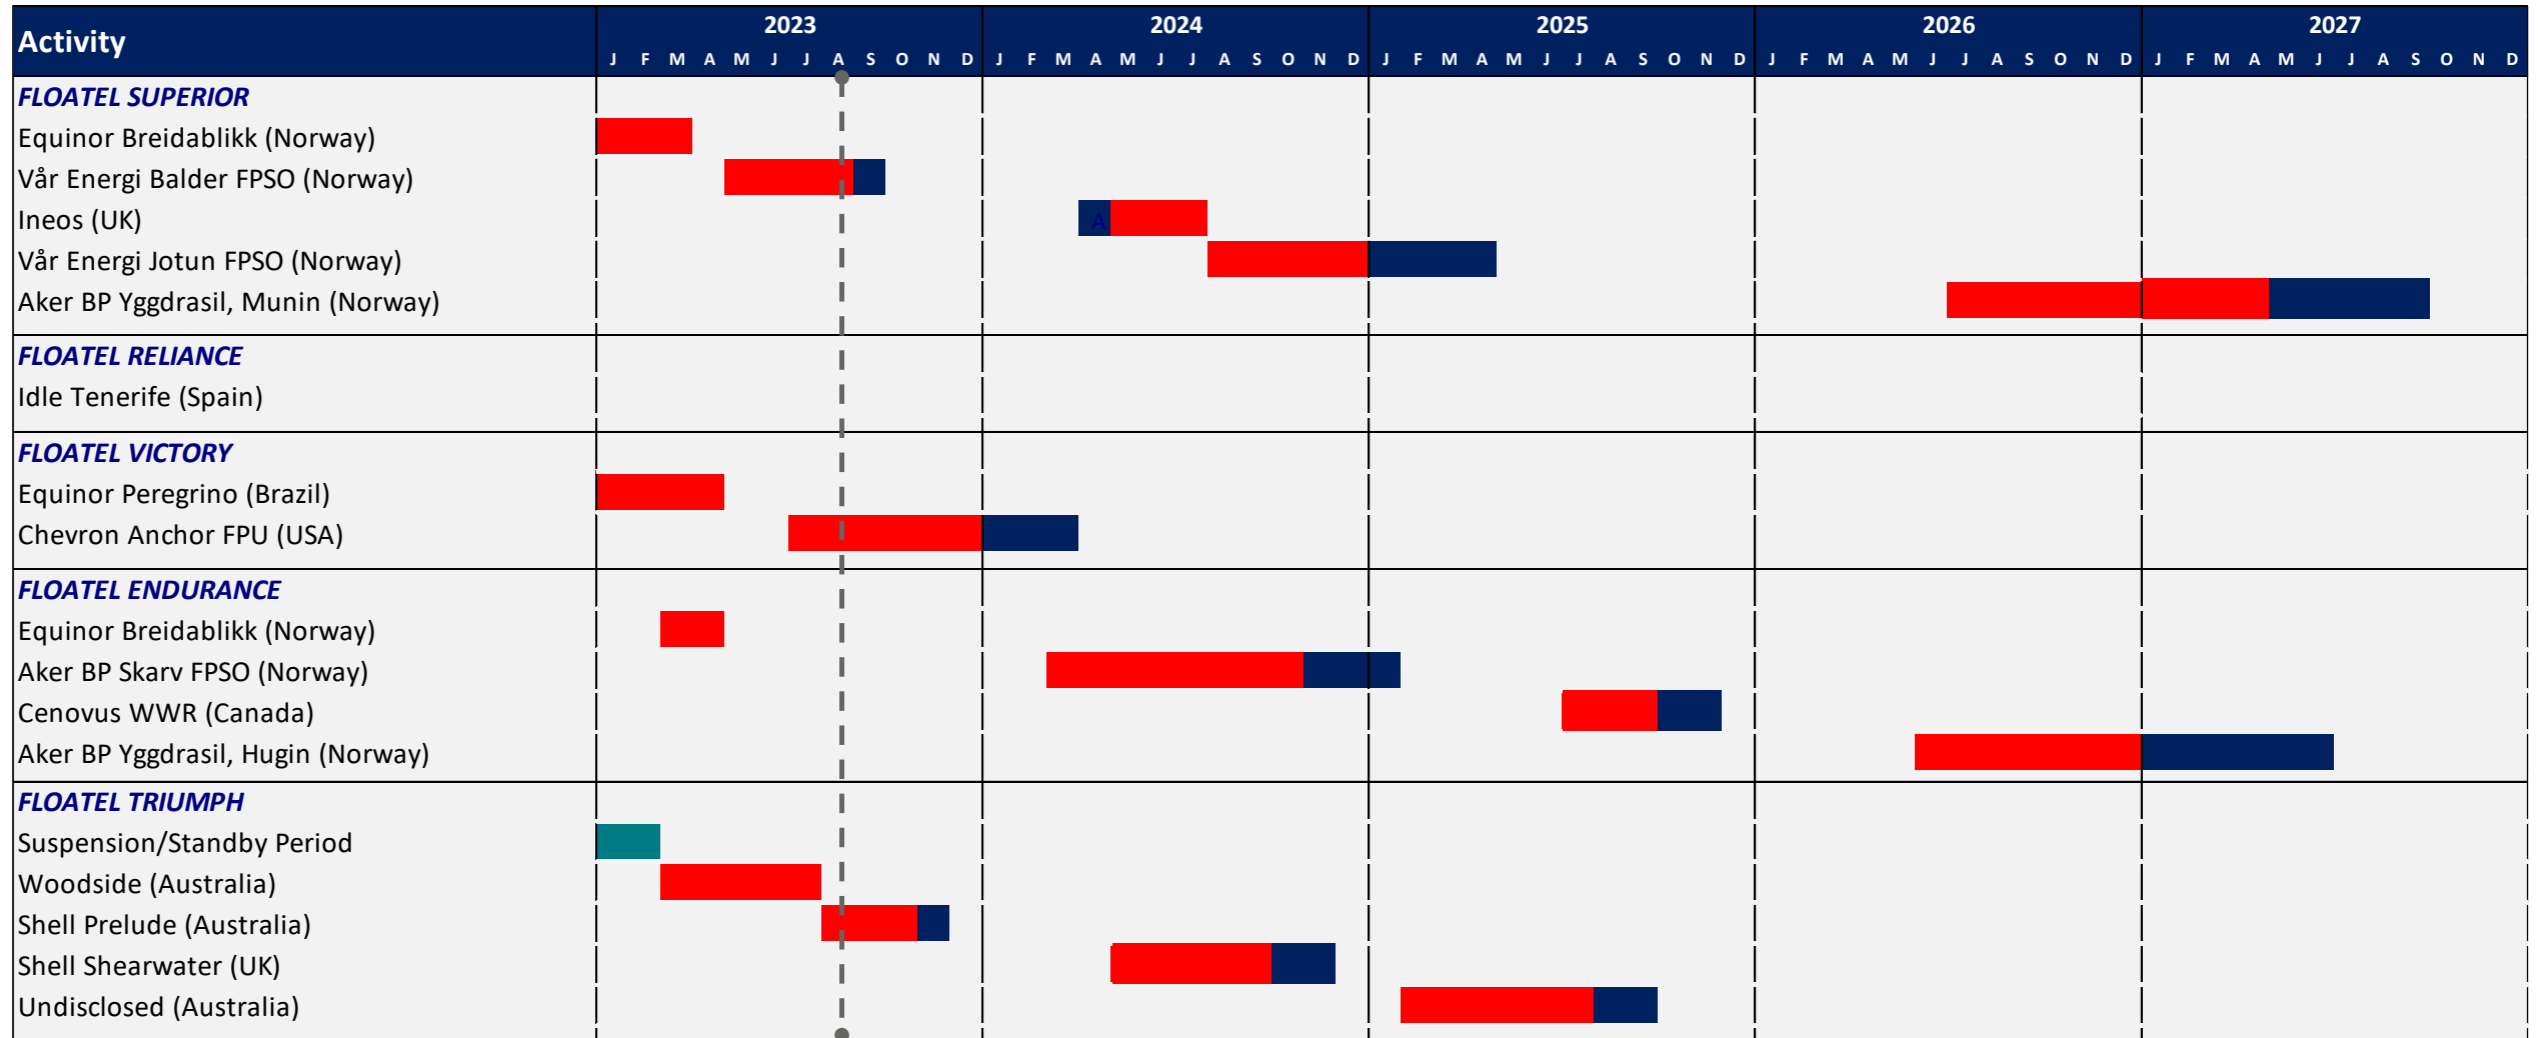 Activity
2023 2024 2025 2026 2027
J F M A M J J A S O N D J F M A M J J A S O N D J F M A M J J A S O N D J F M A M J J A S O N D J F M A M J J A S O N D
FLOATEL SUPERIOR
Equinor Breidablikk (Norway)
Vår Energi Balder FPSO (Norway)
Ineos (UK)
A
Vår Energi Jotun FPSO (Norway)
Aker BP Yggdrasil, Munin (Norway)
FLOATEL RELIANCE
Idle Tenerife (Spain)
FLOATEL VICTORY
Equinor Peregrino (Brazil)
Chevron Anchor FPU (USA)
FLOATEL ENDURANCE
Equinor Breidablikk (Norway)
Aker BP Skarv FPSO (Norway)
Cenovus WWR (Canada)
Aker BP Yggdrasil, Hugin (Norway)
FLOATEL TRIUMPH
Suspension/Standby Period
Woodside (Australia)
Shell Prelude (Australia)
Shell Shearwater (UK)
Undisclosed (Australia)